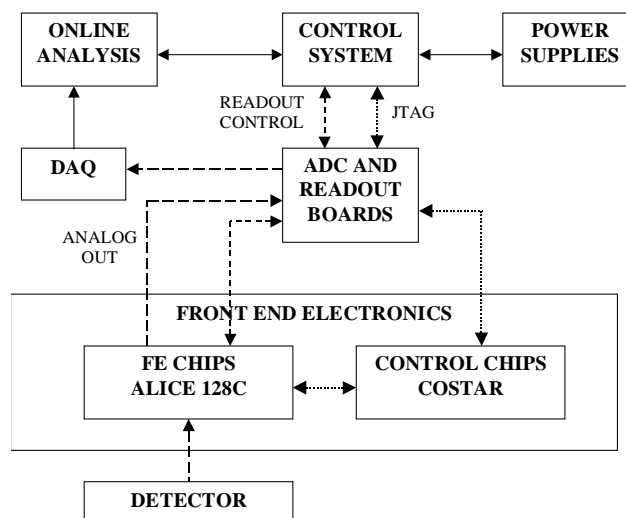 ONLINE
ANALYSIS
CONTROL
SYSTEM
POWER
SUPPLIES
READOUT
CONTROL
JTAG
DAQ
ADC AND
READOUT
BOARDS
ANALOG
OUT
FRONT END ELECTRONICS
FE CHIPS
ALICE 128C
CONTROL CHIPS
COSTAR
DETECTOR